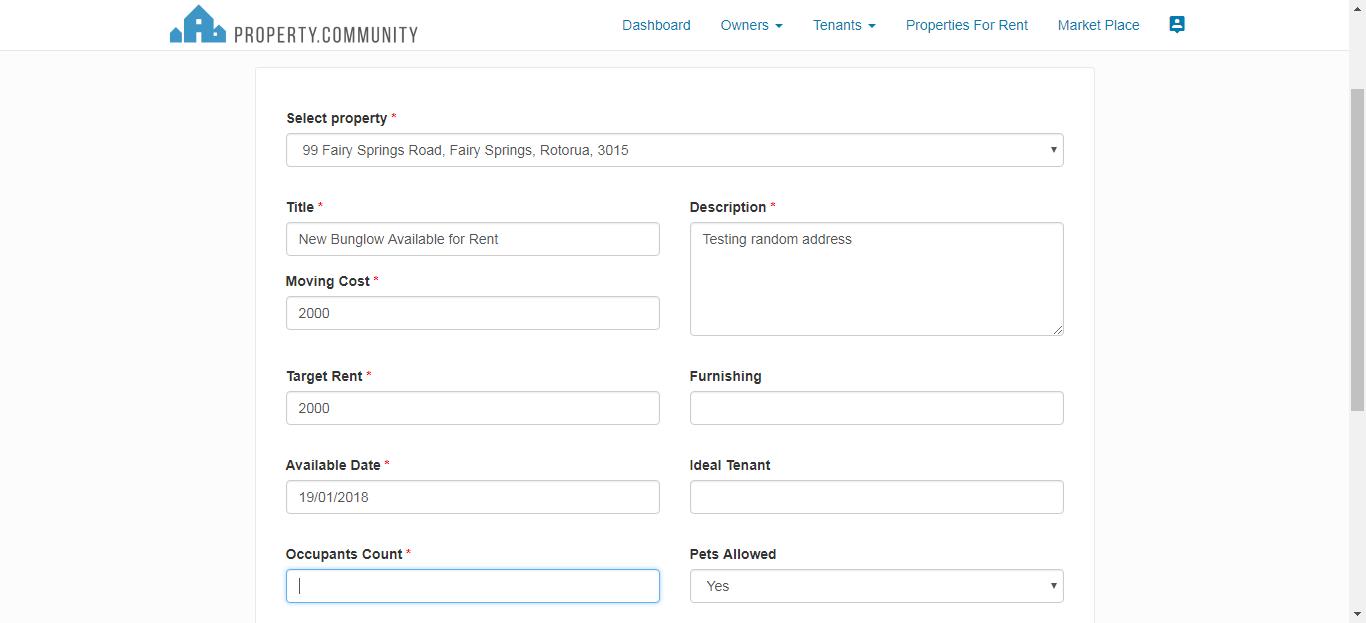 PROPERTY.COMMUNITY
Dashboard Owners Tenants Properties For Rent Market Place
Select property *
99 Fairy Springs Road, Fairy Springs, Rotorua, 3015
Title *
New Bunglow Available for Rent
Description *
Testing random address
Moving Cost *
2000
Target Rent *
2000
Furnishing
Available Date *
19/01/2018
Ideal Tenant
Occupants Count *
Pets Allowed
Yes